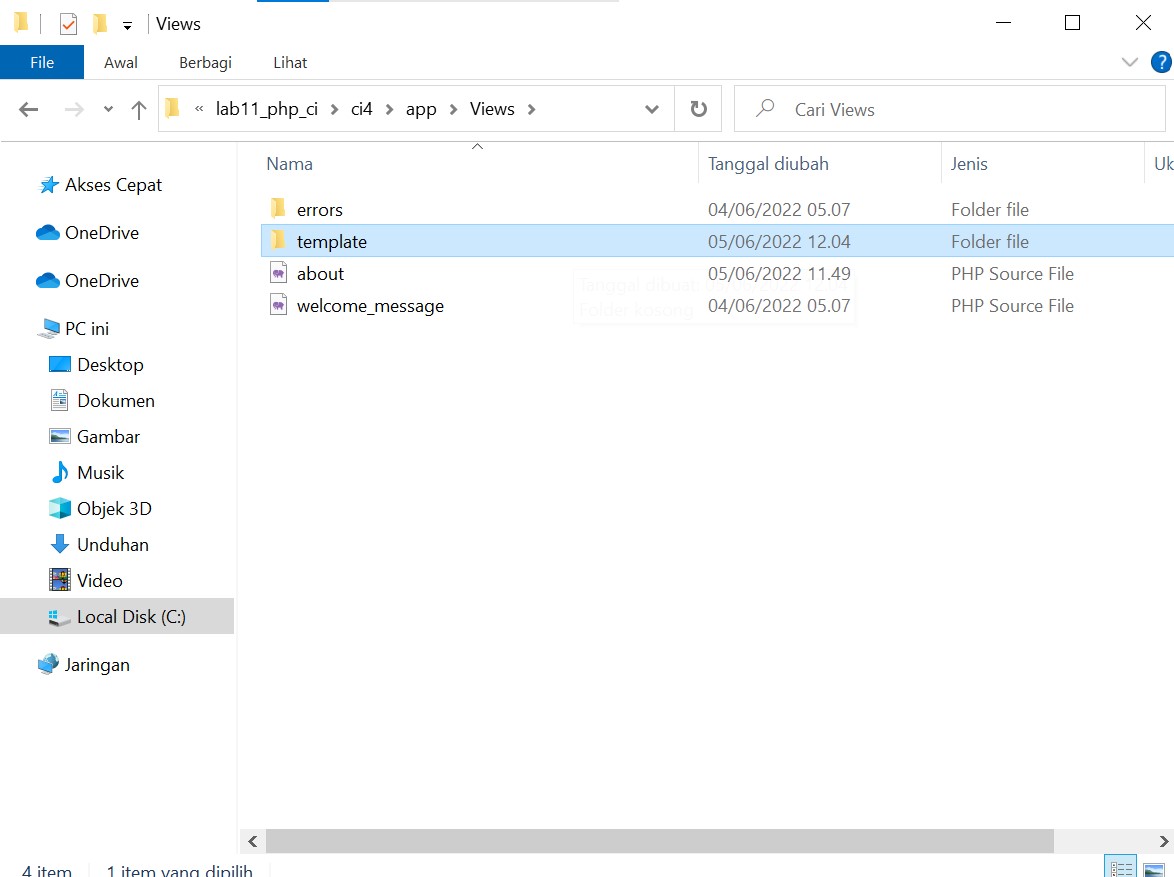 Views
File Awal Berbagi Lihat
« lab11_php_ci ci4 app Views Cari Views
Nama Tanggal diubah Jenis Uk
errors 04/06/2022 05.07 Folder file
template 05/06/2022 12.04 Folder file
about 05/06/2022 11.49 PHP Source File
welcome_message 04/06/2022 05.07 PHP Source File
Tanggal dibuat:
Folder kosong
Akses Cepat
OneDrive
OneDrive
PC ini
Desktop
Dokumen
Gambar
Musik
Objek 3D
Unduhan
Video
Local Disk (C:)
Jaringan
4 item 1 item yang dipilih